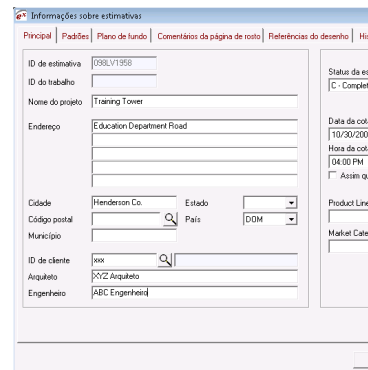 Informações sobre estimativas
Principal Padrões Plano de fundo Comentários da página de rosto Referências do desenho His
ID de estimativa 098LV1958
ID do trabalho
Nome do projeto Training Tower
Endereço Education Department Road
Cidade Henderson Co. Estado
Código postal País DOM
Município
ID de cliente xxx
Arquiteto XYZ Arquiteto
Engenheiro ABC Engenheiro
Status da es
C - Complet
Data da cot
10/30/200
Hora da cot
04:00 PM
Assim qu
Product Line
Market Cate